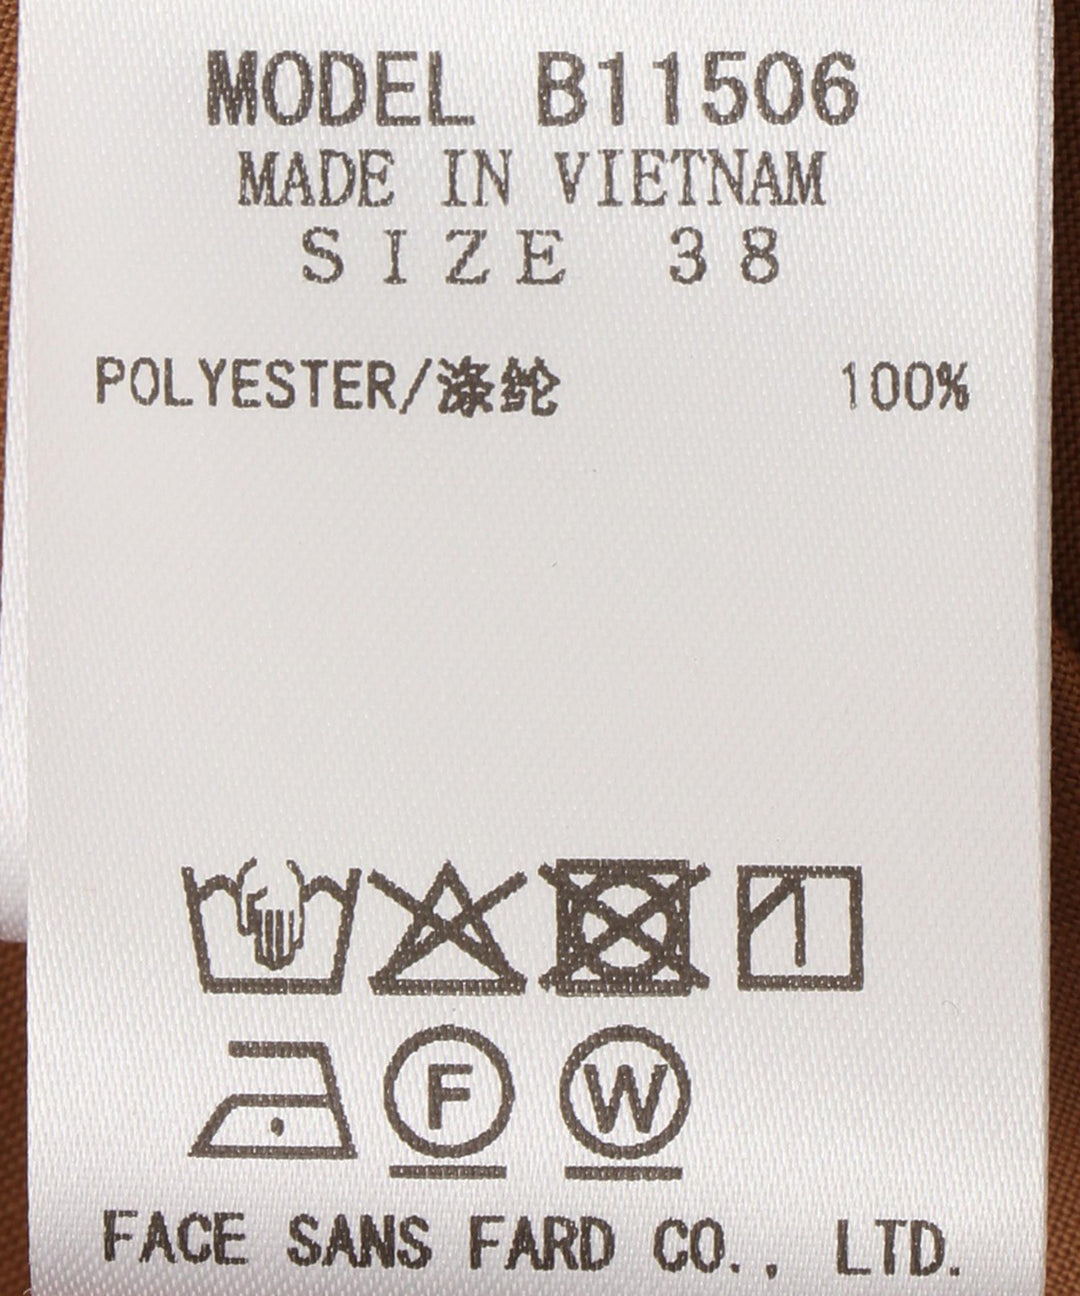 MODEL B11506
MADE IN VIETNAM
SIZE 38
POLYESTER/涤纶 100%
F W
FACE SANS FARD CO., LTD.